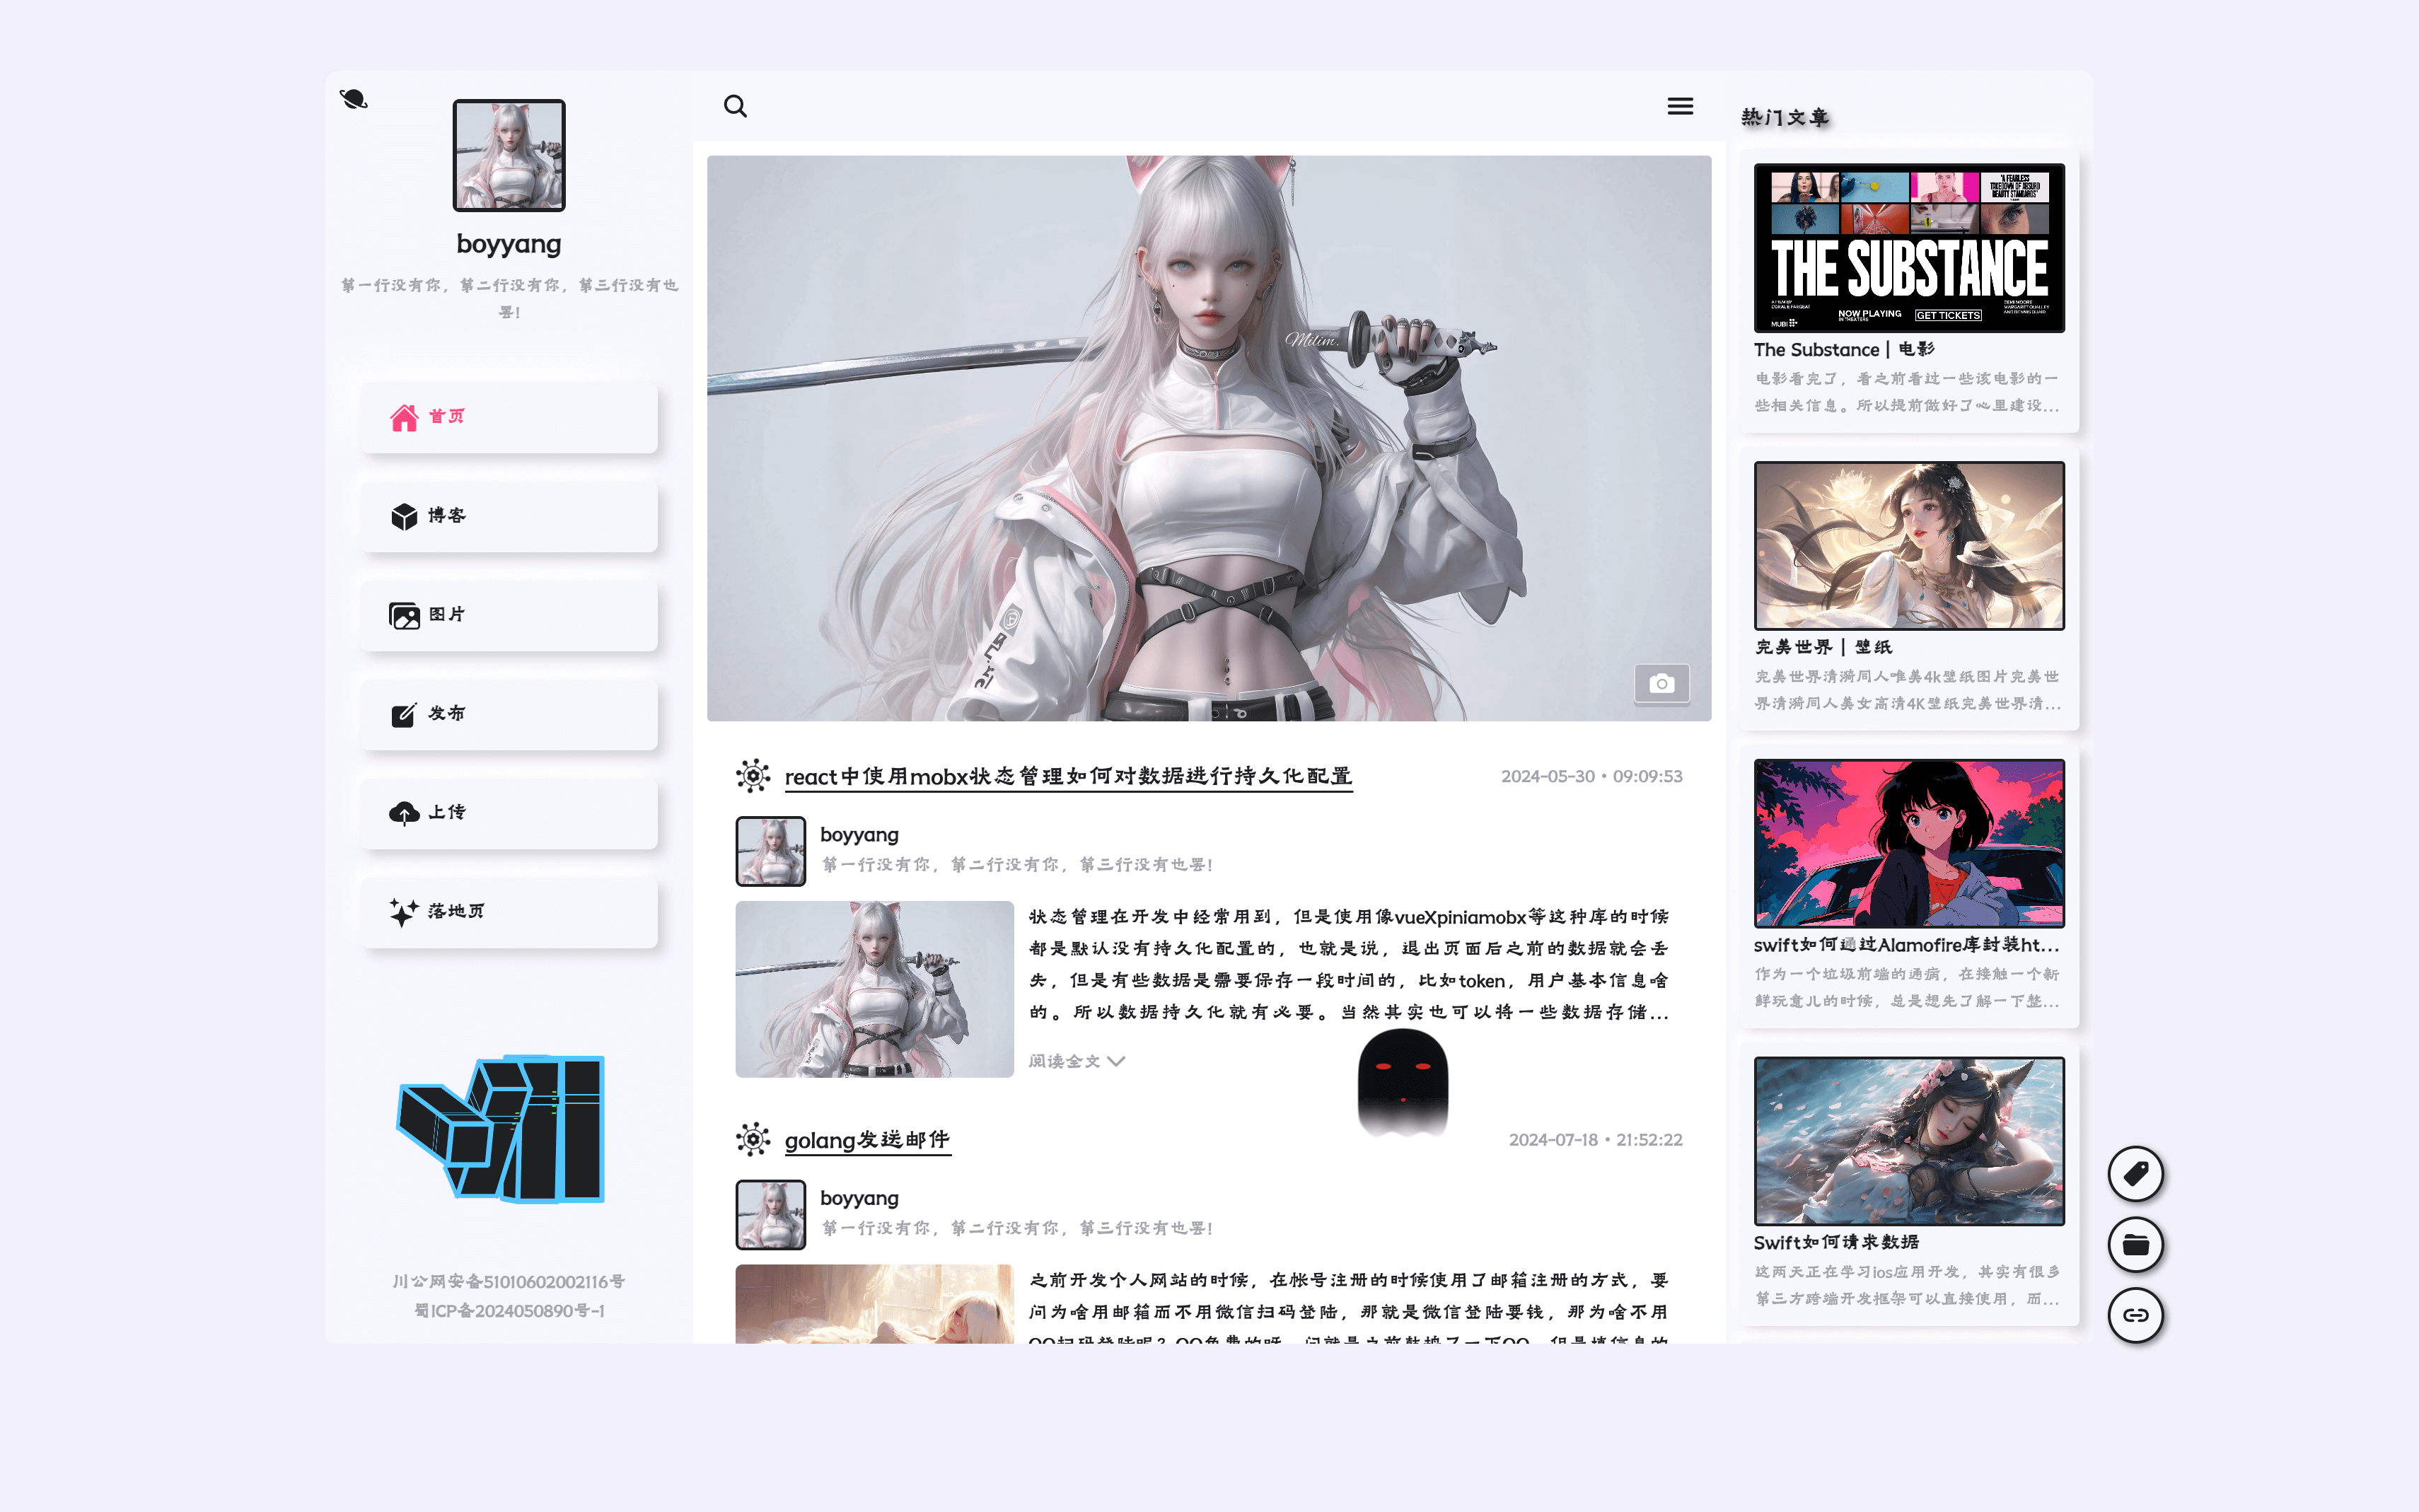 boyyang
第一行没有你，第二行没有你，第三行没有也
罢!
首页
博客
图片
发布
上传
落地页
川公网安备51010602002116号
蜀ICP备2024050890号-1
Milim.
react中使用mobx状态管理如何对数据进行持久化配置
2024-05-30 • 09:09:53
boyyang
第一行没有你，第二行没有你，第三行没有也罢!
状态管理在开发中经常用到，但是使用像vueXpiniamobx等这种库的时候
都是默认没有持久化配置的，也就是说，退出页面后之前的数据就会丢
失，但是有些数据是需要保存一段时间的，比如token，用户基本信息啥
的。所以数据持久化就有必要。当然其实也可以将一些数据存储...
阅读全文
golang发送邮件
2024-07-18 • 21:52:22
boyyang
第一行没有你，第二行没有你，第三行没有也罢!
之前开发个人网站的时候，在帐号注册的时候使用了邮箱注册的方式，要
问为啥用邮箱而不用微信扫码登陆，那就是微信登陆要钱，那为啥不用
热门文章
"A FEARLESS
TAKEDOWN OF ABSURD
BEAUTY STANDARDS"
THE SUBSTANCE
A FILM BY
CORALIE FARGEAT
NOW PLAYING
IN THEATERS
GET TICKETS
DEMI MOORE
MARGARET QUALLEY
AND DENNIS QUAID
MUBI
The Substance | 电影
电影看完了，看之前看过一些该电影的一
些相关信息。所以提前做好了心里建设...
完美世界 | 壁纸
完美世界清漪同人唯美4k壁纸图片完美世
界清漪同人美女高清4K壁纸完美世界清...
swift如何通过Alamofire库封装ht...
作为一个垃圾前端的通病，在接触一个新
鲜玩意儿的时候，总是想先了解一下整...
Swift如何请求数据
这两天正在学习ios应用开发，其实有很多
第三方跨端开发框架可以直接使用，而...